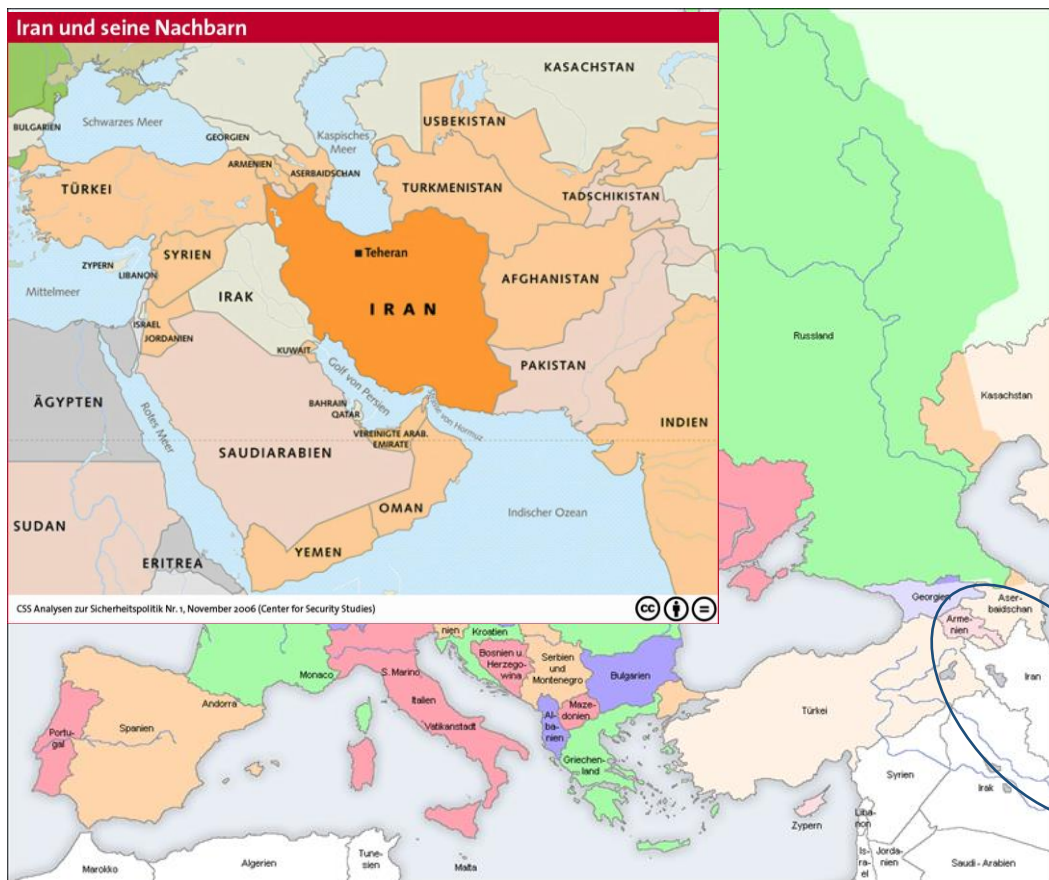 Iran und seine Nachbarn
KASACHSTAN
BULGARIEN
Schwarzes Meer
GEORGIEN
Kaspisches
Meer
USBEKISTAN
ARMENIEN
ASERBAIDSCHAN
TÜRKEI
TURKMENISTAN
TADSCHIKISTAN
Teheran
SYRIEN
ZYPERN
LIBANON
AFGHANISTAN
Mittelmeer
IRAK
IRAN
ISRAEL
JORDANIEN
KUWAIT
PAKISTAN
Golf von Persien
ÄGYPTEN
BAHRAIN
QATAR
Straße von Hormuz
Rotes Meer
VEREINIGTE ARAB.
EMIRATE
INDIEN
SAUDIARABIEN
OMAN
Indischer Ozean
SUDAN
YEMEN
ERITREA
CSS Analysen zur Sicherheitspolitik Nr. 1, November 2006 (Center for Security Studies)
cc
Russland
Kasachstan
Georgien
Aser-
baidschan
Arme-
nien
Iran
nien
Kroatien
Bosnien u.
Herzego-
wina
Serbien
und
Montenegro
Bulgarien
Monaco
S. Marino
Italien
Andorra
Vatikanstadt
Portu-
gal
Spanien
Al-
ba-
nien
Maze-
donien
Griechen-
land
Türkei
Syrien
Irak
Zypern
Liba-
non
Is-
ra-
el
Jorda-
nien
Saudi-Arabien
Marokko
Algerien
Tune-
sien
Malta